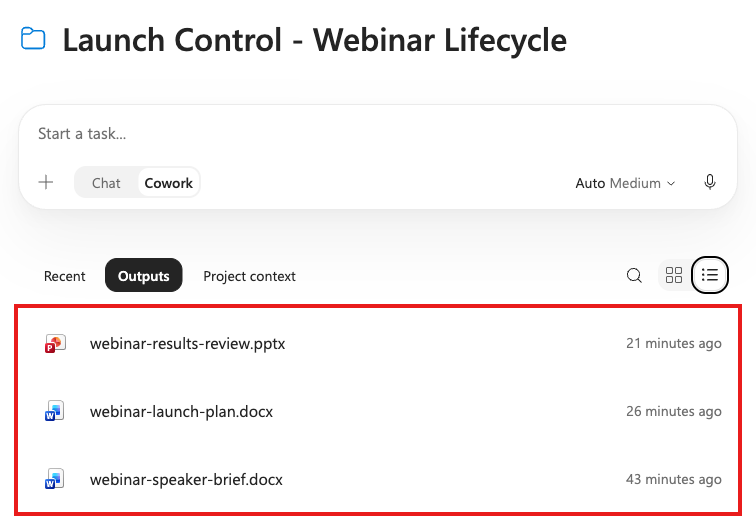 Launch Control - Webinar Lifecycle
Start a task...
Chat Cowork Auto Medium
Recent Outputs Project context
P webinar-results-review.pptx 21 minutes ago
W webinar-launch-plan.docx 26 minutes ago
W webinar-speaker-brief.docx 43 minutes ago